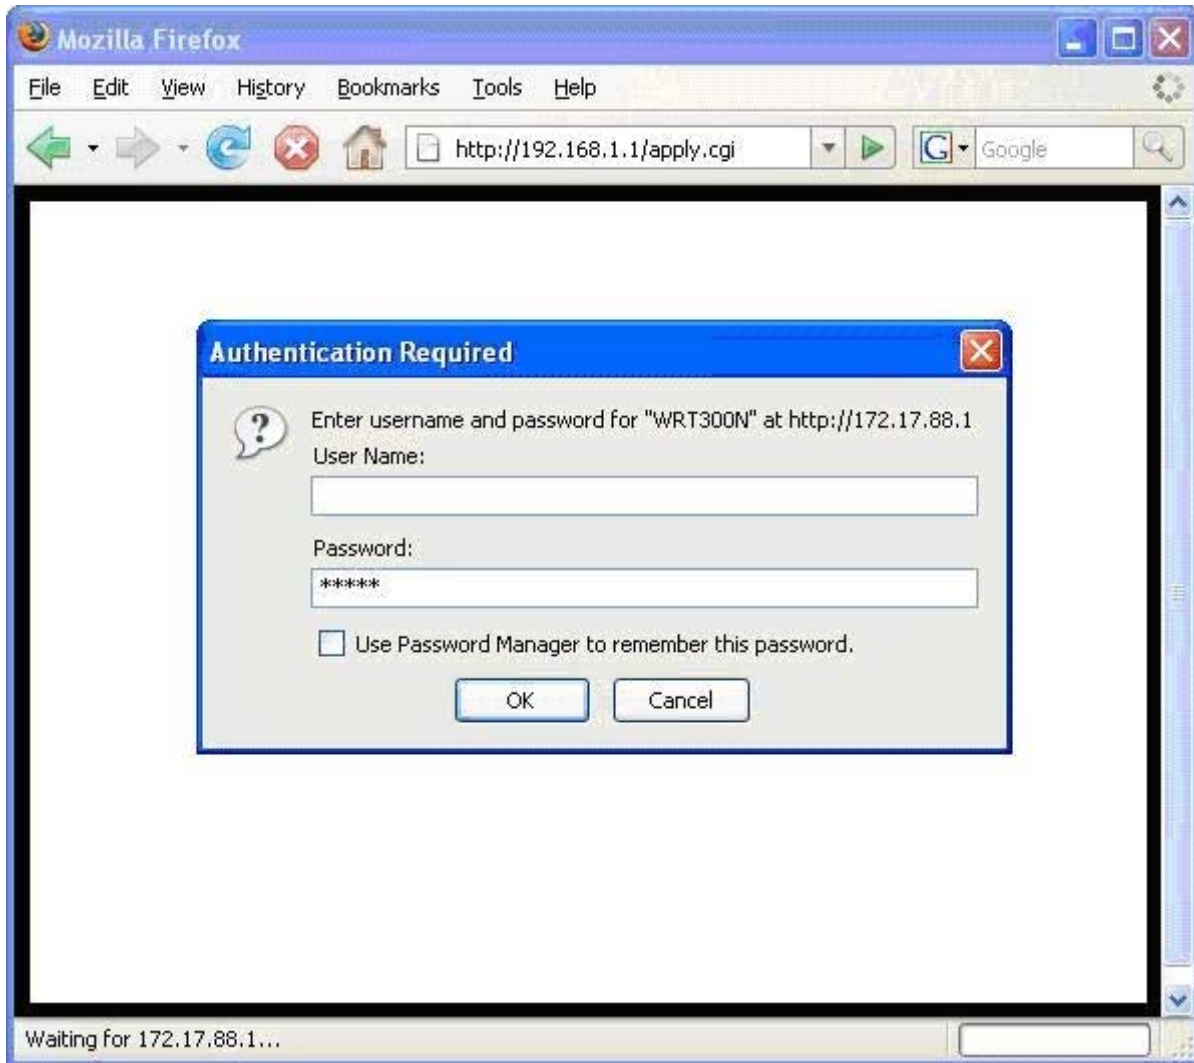 Mozilla Firefox
File Edit View History Bookmarks Tools Help
http://192.168.1.1/apply.cgi
G Google
Authentication Required
Enter username and password for "WRT300N" at http://172.17.88.1
User Name:
Password:
*****
Use Password Manager to remember this password.
OK Cancel
Waiting for 172.17.88.1...